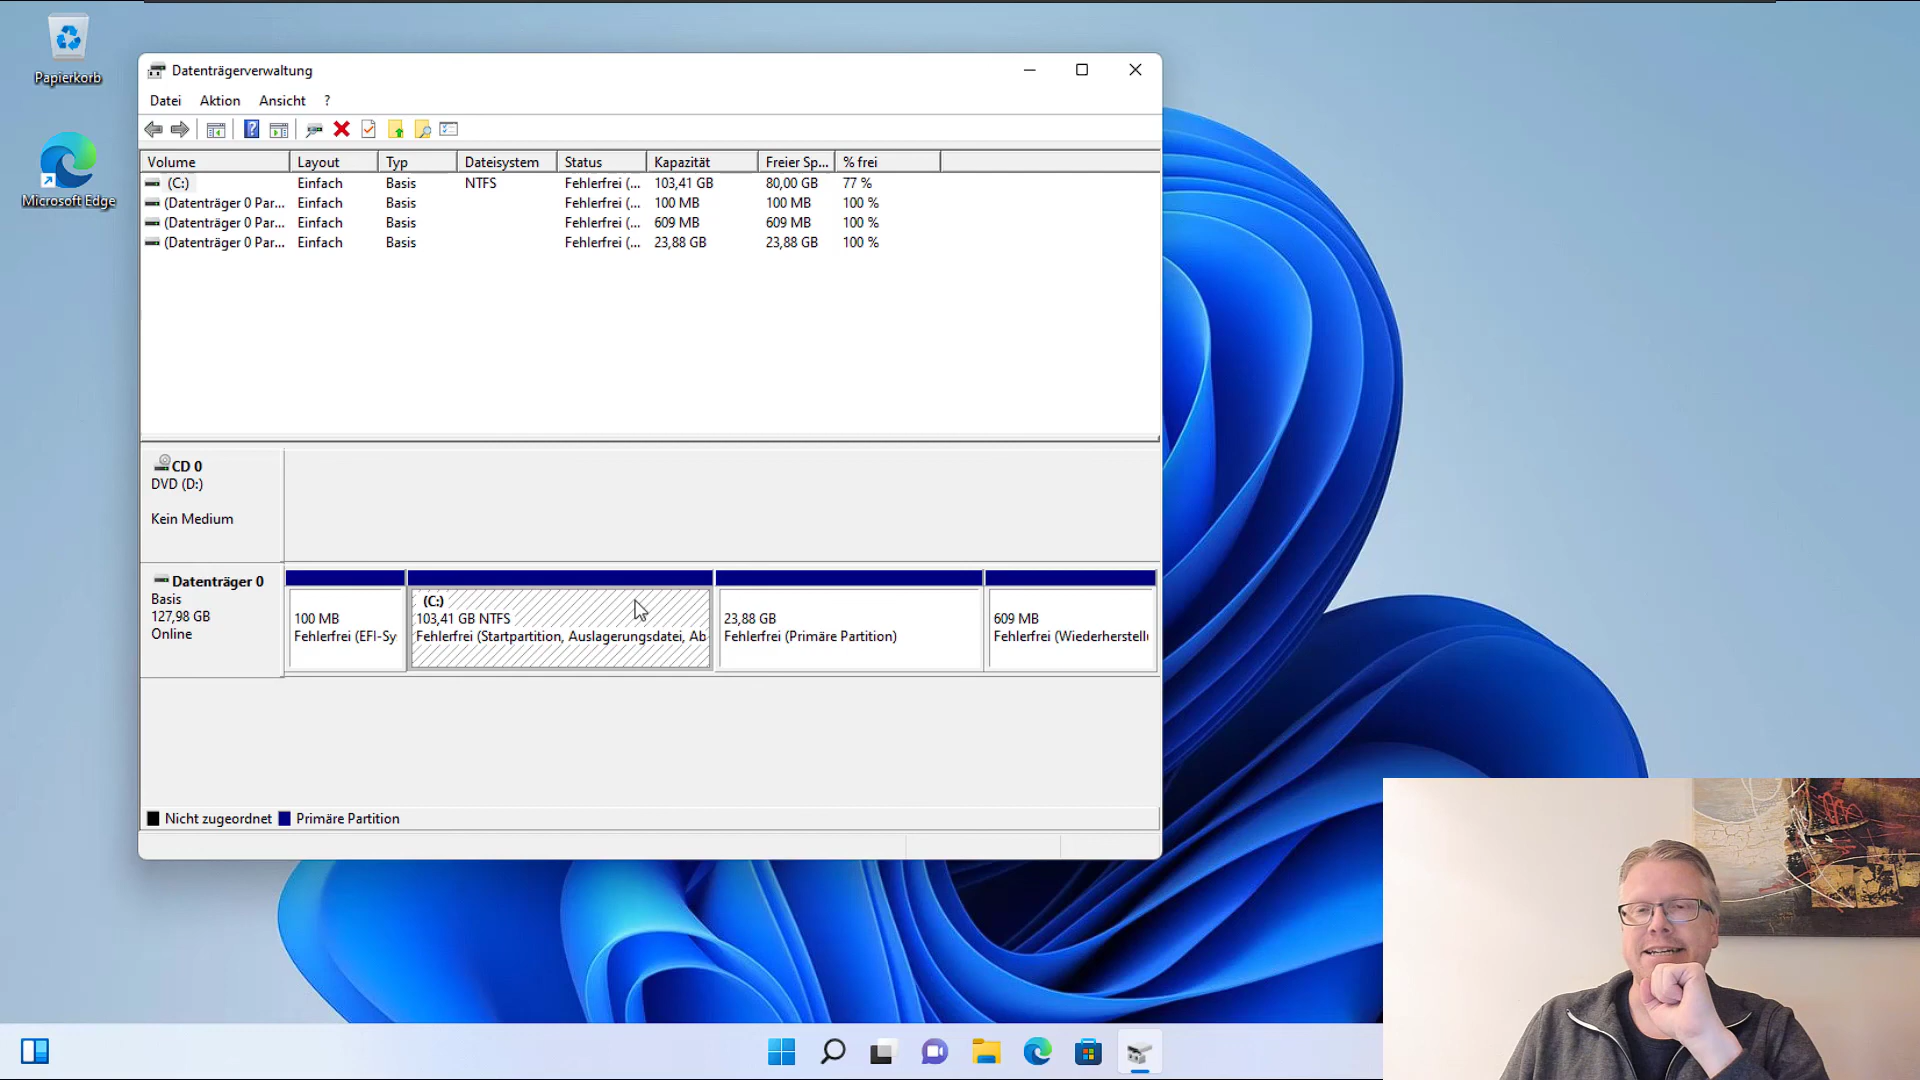 Papierkorb
Microsoft Edge
Datenträgerverwaltung
Datei Aktion Ansicht ?
Volume Layout Typ Dateisystem Status Kapazität Freier Sp... % frei
(C:) Einfach Basis NTFS Fehlerfrei (... 103,41 GB 80,00 GB 77 %
(Datenträger 0 Par... Einfach Basis Fehlerfrei (... 100 MB 100 MB 100 %
(Datenträger 0 Par... Einfach Basis Fehlerfrei (... 609 MB 609 MB 100 %
(Datenträger 0 Par... Einfach Basis Fehlerfrei (... 23,88 GB 23,88 GB 100 %
CD 0
DVD (D:)
Kein Medium
Datenträger 0
Basis
127,98 GB
Online
100 MB
Fehlerfrei (EFI-Sy
(C:)
103,41 GB NTFS
Fehlerfrei (Startpartition, Auslagerungsdatei, Ab
23,88 GB
Fehlerfrei (Primäre Partition)
609 MB
Fehlerfrei (Wiederherstell
Nicht zugeordnet Primäre Partition